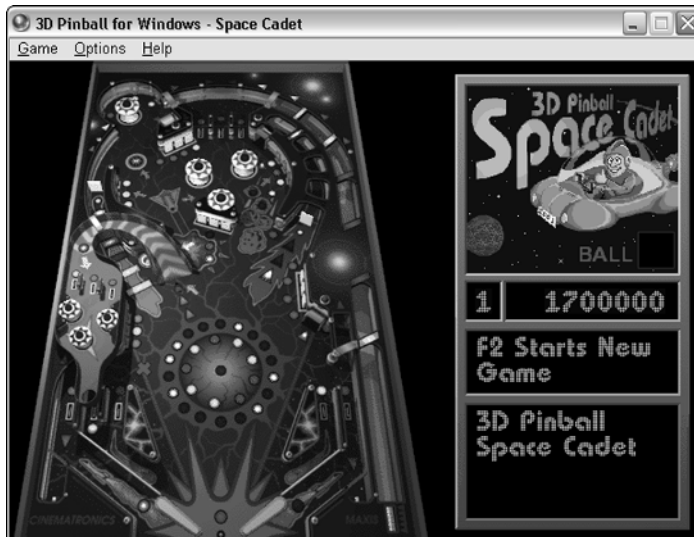 3D Pinball for Windows - Space Cadet
Game Options Help
3D Pinball
Space Cadet
BALL
1 1700000
F2 Starts New
Game
3D Pinball
Space Cadet
CINEMATRONICS
MAXIS